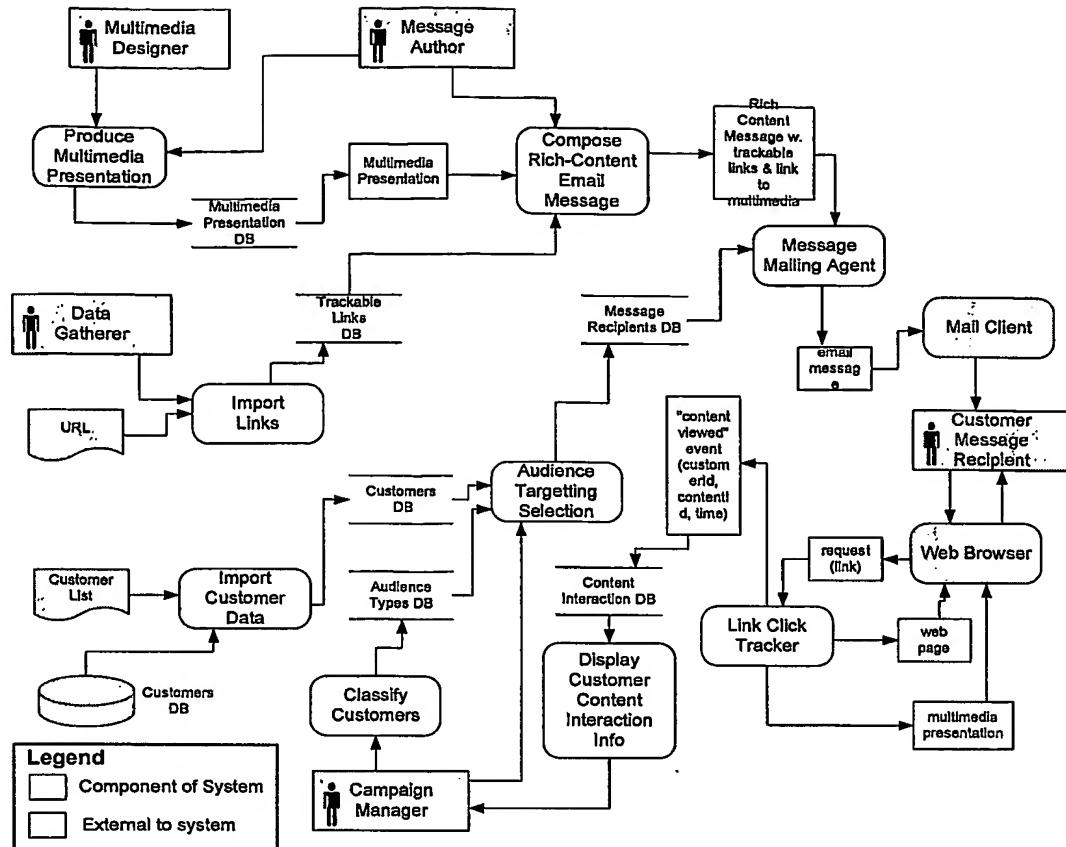 Multimedia
Designer
Message
Author
Produce
Multimedia
Presentation
Multimedia
Presentation
Compose
Rich-Content
Email
Message
Rich
Content
Message w.
trackable
links & link
to
multimedia
Multimedia
Presentation
DB
Message
Mailing Agent
Data
Gatherer
Trackable
Links
DB
Message
Recipients DB
Mail Client
email
messag
e
URL
Import
Links
"content
viewed"
event
(custom
erId,
contentI
d, time)
Customer
Message
Recipient
Customers
DB
Audience
Targetting
Selection
request
(link)
Web Browser
Customer
List
Import
Customer
Data
Audience
Types DB
Content
Interaction DB
Link Click
Tracker
web
page
Customers
DB
Classify
Customers
Display
Customer
Content
Interaction
Info
multimedia
presentation
Legend
Component of System
External to system
Campaign
Manager